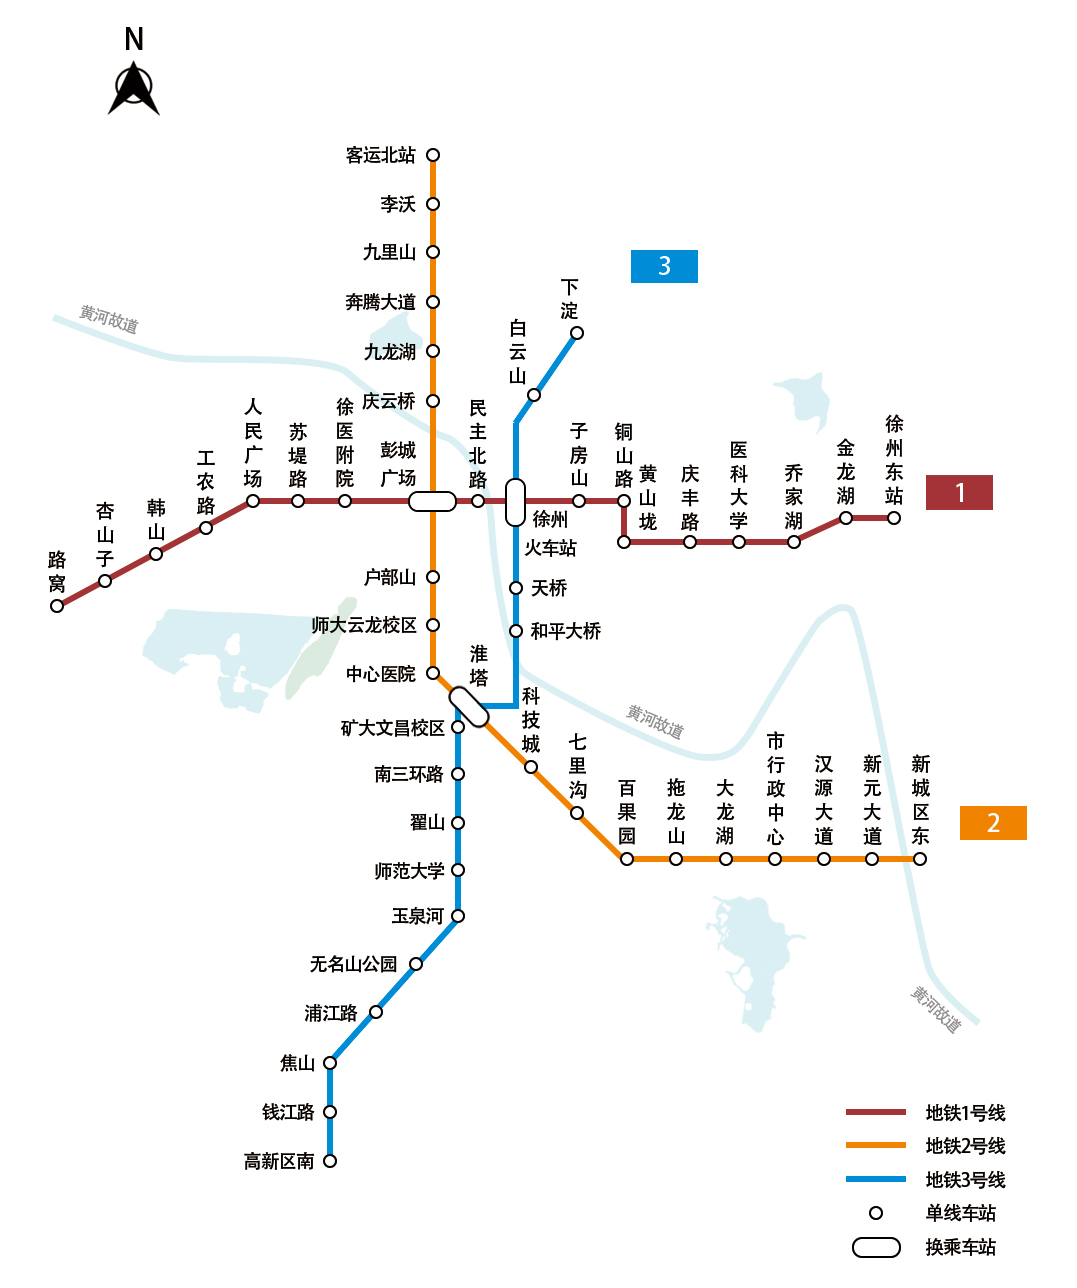 N
客运北站
李沃
九里山
奔腾大道
九龙湖
庆云桥
彭城
广场
户部山
师大云龙校区
中心医院
淮塔
科技城
七里沟
百果园
拖龙山
大龙湖
市行政中心
汉源大道
新元大道
新城区东
2
3
下淀
白云山
徐州
火车站
天桥
和平大桥
矿大文昌校区
南三环路
翟山
师范大学
玉泉河
无名山公园
浦江路
焦山
钱江路
高新区南
路窝
杏山子
韩山
工农路
人民广场
苏堤路
徐医附院
民主北路
子房山
铜山路
黄山垅
庆丰路
医科大学
乔家湖
金龙湖
徐州东站
1
黄河故道
黄河故道
黄河故道
地铁1号线
地铁2号线
地铁3号线
单线车站
换乘车站